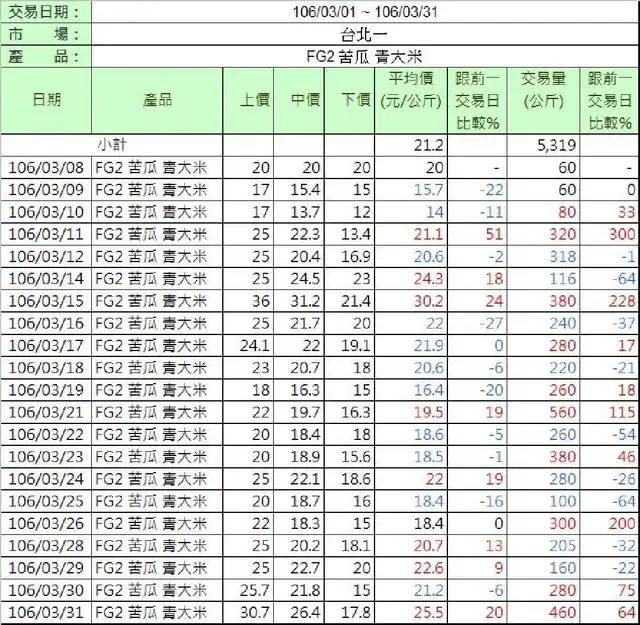 交易日期： 106/03/01 ~ 106/03/31
市 場： 台北一
產 品： FG2 苦瓜 青大米
日期 產品 上價 中價 下價 平均價(元/公斤) 跟前一交易日比較% 交易量(公斤) 跟前一交易日比較%
小計 21.2 5,319
106/03/08 FG2 苦瓜 青大米 20 20 20 20 - 60 -
106/03/09 FG2 苦瓜 青大米 17 15.4 15 15.7 -22 60 0
106/03/10 FG2 苦瓜 青大米 17 13.7 12 14 -11 80 33
106/03/11 FG2 苦瓜 青大米 25 22.3 13.4 21.1 51 320 300
106/03/12 FG2 苦瓜 青大米 25 20.4 16.9 20.6 -2 318 -1
106/03/14 FG2 苦瓜 青大米 25 24.5 23 24.3 18 116 -64
106/03/15 FG2 苦瓜 青大米 36 31.2 21.4 30.2 24 380 228
106/03/16 FG2 苦瓜 青大米 25 21.7 20 22 -27 240 -37
106/03/17 FG2 苦瓜 青大米 24.1 22 19.1 21.9 0 280 17
106/03/18 FG2 苦瓜 青大米 23 20.7 18 20.6 -6 220 -21
106/03/19 FG2 苦瓜 青大米 18 16.3 15 16.4 -20 260 18
106/03/21 FG2 苦瓜 青大米 22 19.7 16.3 19.5 19 560 115
106/03/22 FG2 苦瓜 青大米 20 18.4 18 18.6 -5 260 -54
106/03/23 FG2 苦瓜 青大米 20 18.9 15.6 18.5 -1 380 46
106/03/24 FG2 苦瓜 青大米 25 22.1 18.6 22 19 280 -26
106/03/25 FG2 苦瓜 青大米 20 18.7 16 18.4 -16 100 -64
106/03/26 FG2 苦瓜 青大米 22 18.3 15 18.4 0 300 200
106/03/28 FG2 苦瓜 青大米 25 20.2 18.1 20.7 13 205 -32
106/03/29 FG2 苦瓜 青大米 25 22.7 20 22.6 9 160 -22
106/03/30 FG2 苦瓜 青大米 25.7 21.8 15 21.2 -6 280 75
106/03/31 FG2 苦瓜 青大米 30.7 26.4 17.8 25.5 20 460 64